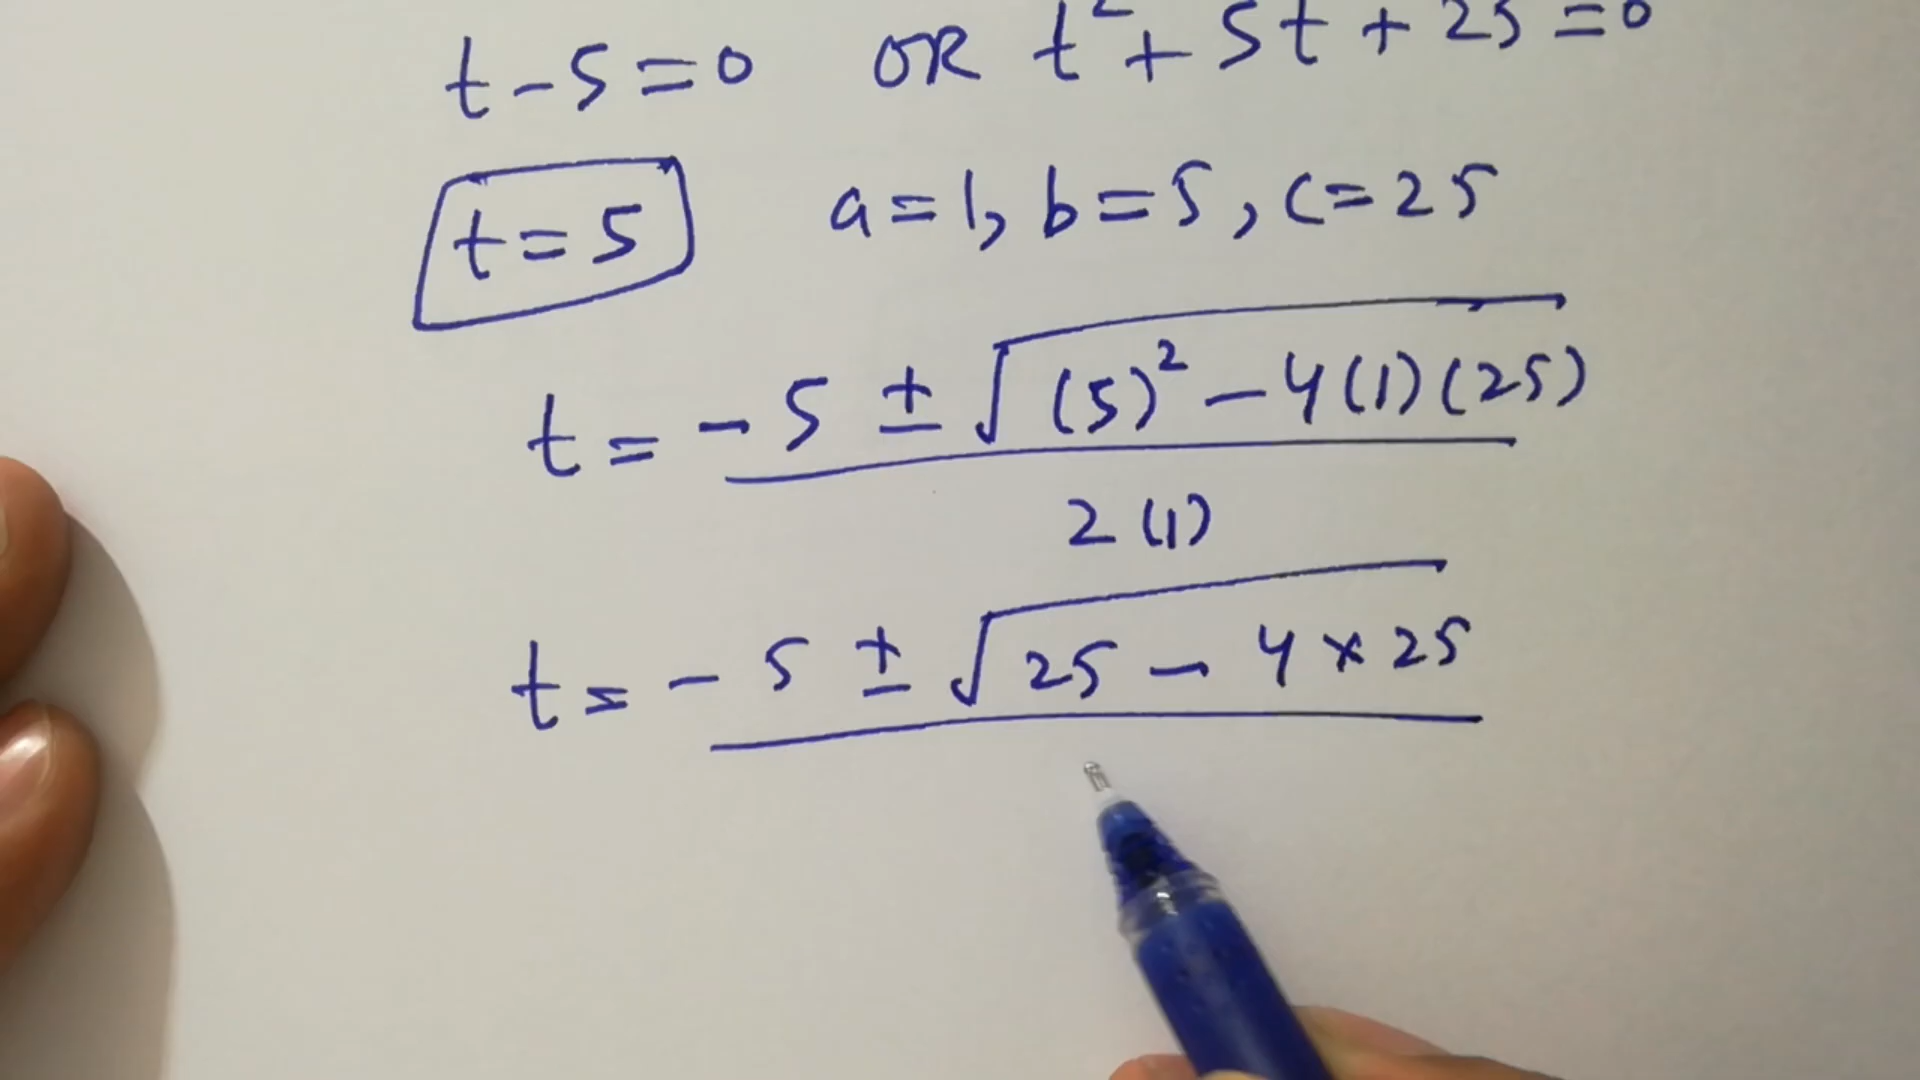 t - 5 = 0 OR t² + 5t + 25 = 0
t = 5 a = 1, b = 5, c = 25
t = - 5 ± √(5)² - 4(1)(25)
2(1)
t = - 5 ± √25 - 4 × 25